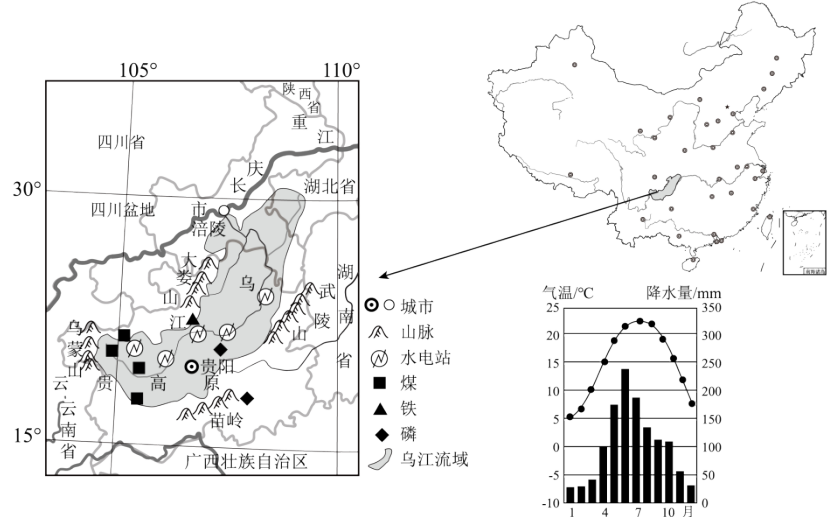 105°
110°
陕西省
重
江
四川省
庆
长
30°
湖北省
四川盆地
市
涪陵
大
娄
山
乌
江
武
陵
山
湖
南
省
乌
蒙
山
贵阳
云
贵
高
原
云
南
省
苗岭
15°
广西壮族自治区
城市
山脉
水电站
煤
铁
磷
乌江流域
南海诸岛
气温/℃
降水量/mm
25
350
20
300
15
250
10
200
5
150
0
100
-5
50
-10
0
1
4
7
10
月